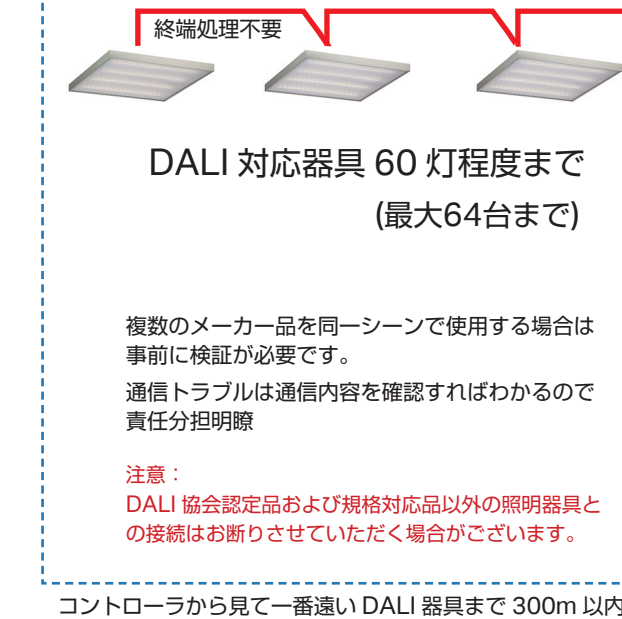 終端処理不要
DALI 対応器具 60 灯程度まで
(最大64台まで)
複数のメーカー品を同一シーンで使用する場合は
事前に検証が必要です。
通信トラブルは通信内容を確認すればわかるので
責任分担明瞭
注意：
DALI 協会認定品および規格対応品以外の照明器具と
の接続はお断りさせていただく場合がございます。
コントローラから見て一番遠い DALI 器具まで 300m 以内